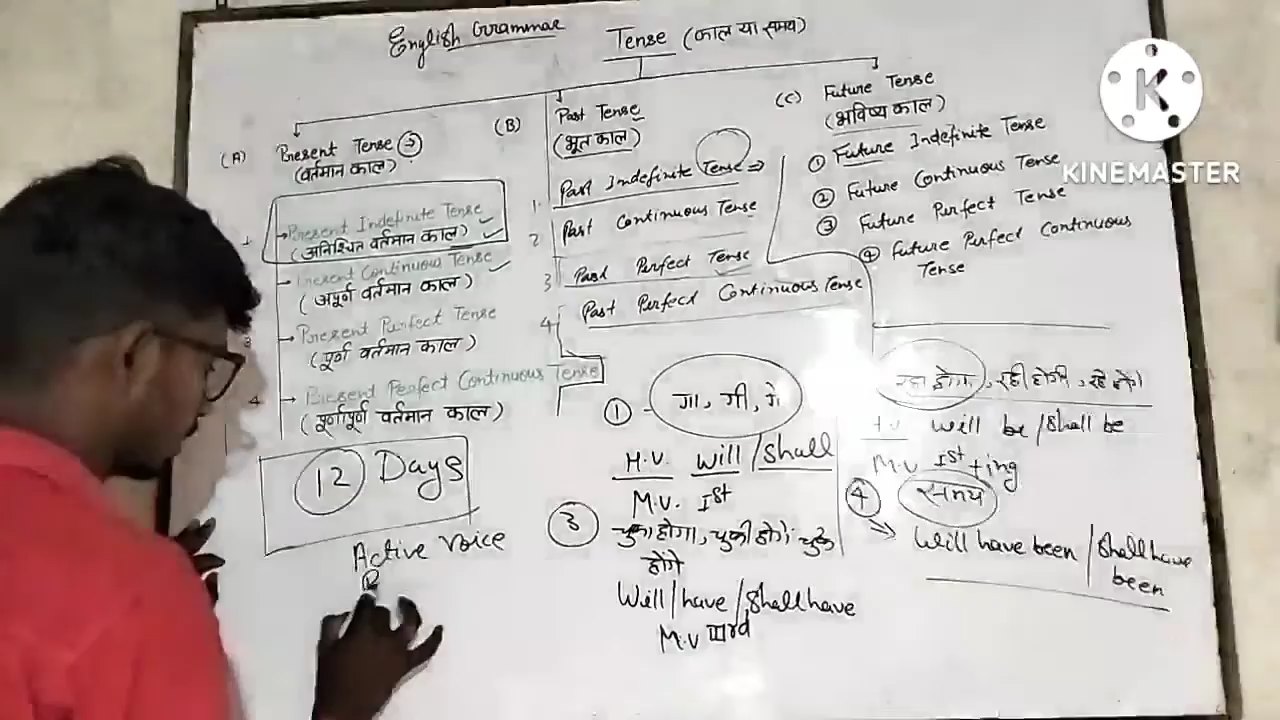 English Grammar
Tense (काल या समय)
(A) Present Tense
(वर्तमान काल)
1 Present Indefinite Tense
(अनिश्चित वर्तमान काल)
Present Continuous Tense
(अपूर्ण वर्तमान काल)
3 Present Perfect Tense
(पूर्ण वर्तमान काल)
4 Present Perfect Continuous Tense
(पूर्णापूर्ण वर्तमान काल)
12 Days
Active Voice
(B) Past Tense
(भूत काल)
1. Past Indefinite Tense
2 Past Continuous Tense
3 Past Perfect Tense
4 Past Perfect Continuous Tense
(C) Future Tense
(भविष्य काल)
1 Future Indefinite Tense
2 Future Continuous Tense
3 Future Perfect Tense
4 Future Perfect Continuous
Tense
1 - गा, गी, गे
H.V. Will/Shall
M.V. Ist
3 चुका होगा, चुकी होगी, चुके
होंगे
Will/have/Shall have
M.V IIIrd
रहा होगा, रही होगी, रहे होंगे
H.V Will be/Shall be
M.V Ist +ing
4 समय
Will have been/Shall have
been
K
KINEMASTER